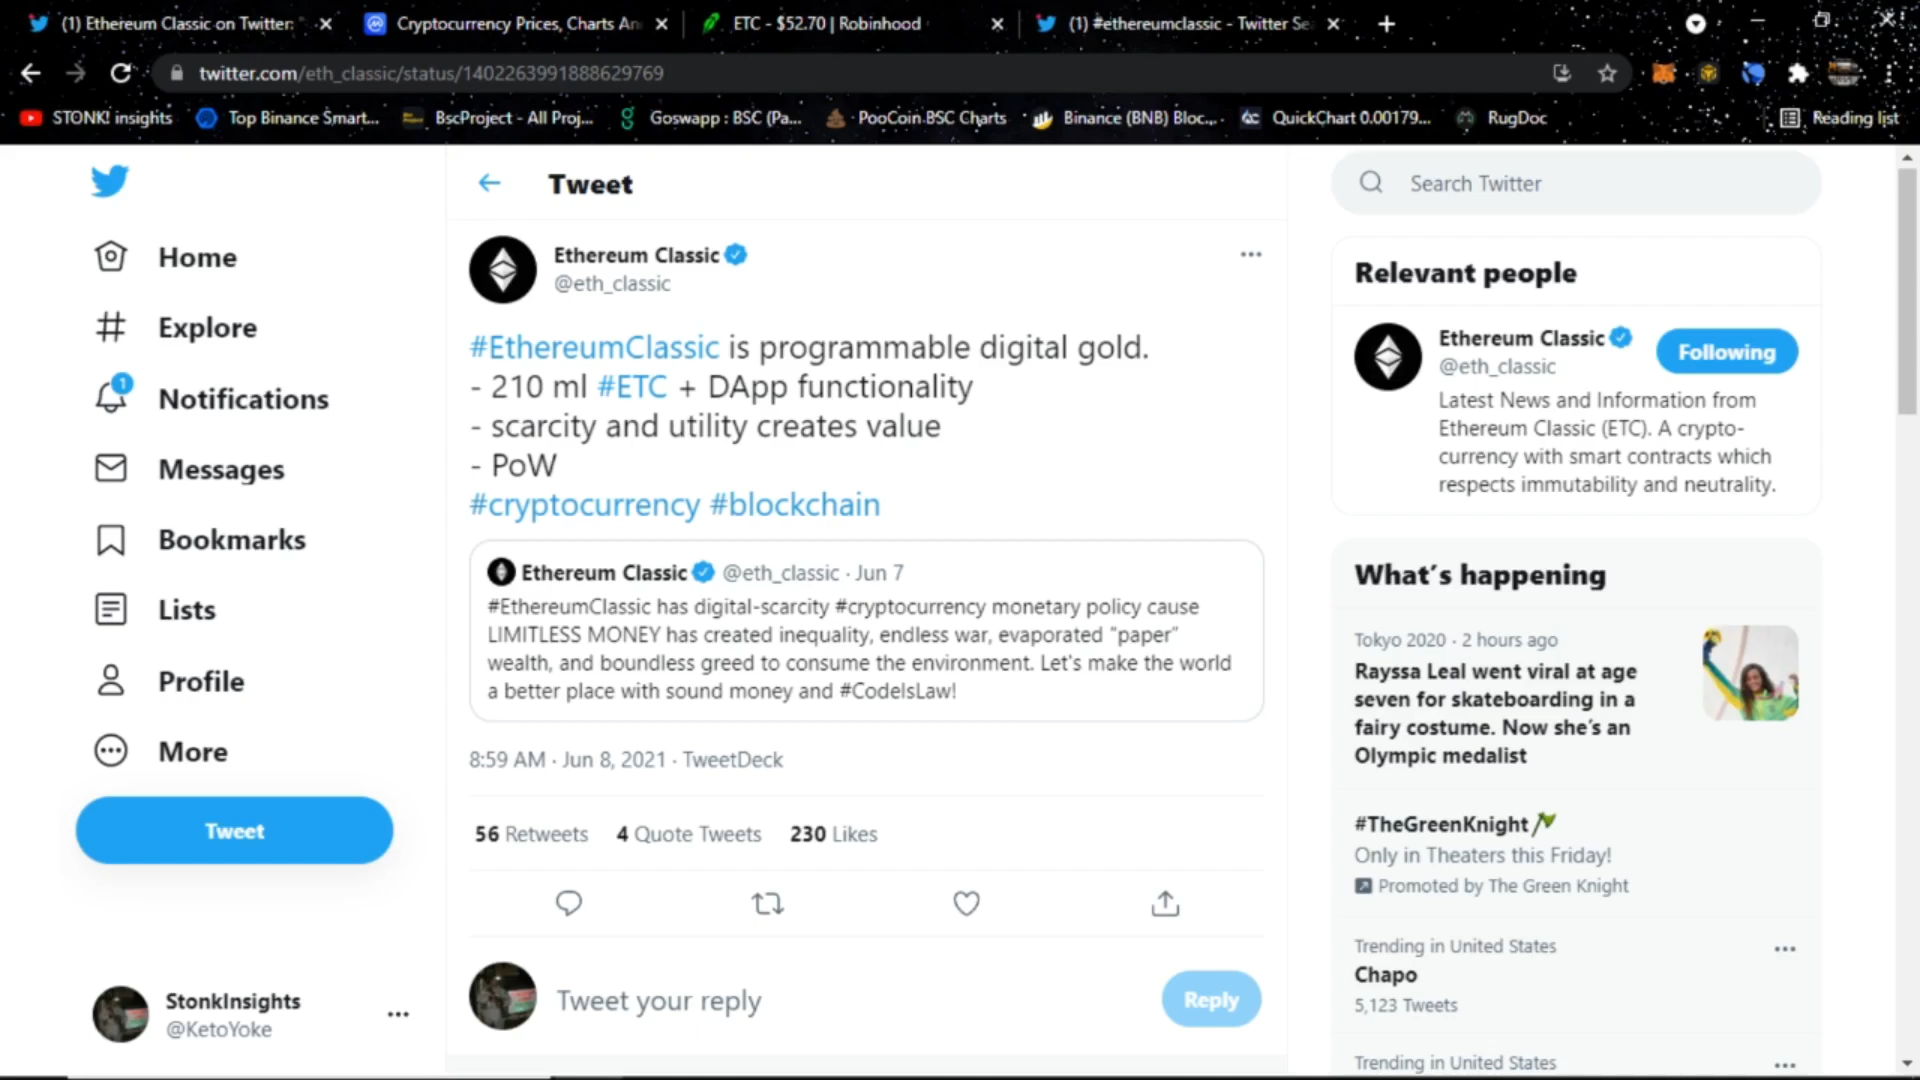 (1) Ethereum Classic on Twitter:
Cryptocurrency Prices, Charts An
ETC - $52.70 | Robinhood
(1) #ethereumclassic - Twitter Se
twitter.com/eth_classic/status/1402263991888629769
STONK! insights
Top Binance Smart...
BscProject - All Proj...
Goswapp : BSC (Pa...
PooCoin BSC Charts
Binance (BNB) Bloc...
QuickChart 0.00179...
RugDoc
Reading list
Home
Explore
1
Notifications
Messages
Bookmarks
Lists
Profile
More
Tweet
StonkInsights
@KetoYoke
Tweet
Ethereum Classic
@eth_classic
#EthereumClassic is programmable digital gold.
- 210 ml #ETC + DApp functionality
- scarcity and utility creates value
- PoW
#cryptocurrency #blockchain
Ethereum Classic @eth_classic · Jun 7
#EthereumClassic has digital-scarcity #cryptocurrency monetary policy cause
LIMITLESS MONEY has created inequality, endless war, evaporated “paper”
wealth, and boundless greed to consume the environment. Let's make the world
a better place with sound money and #CodeIsLaw!
8:59 AM · Jun 8, 2021 · TweetDeck
56 Retweets 4 Quote Tweets 230 Likes
Tweet your reply
Reply
Search Twitter
Relevant people
Ethereum Classic
@eth_classic
Following
Latest News and Information from
Ethereum Classic (ETC). A crypto-
currency with smart contracts which
respects immutability and neutrality.
What's happening
Tokyo 2020 · 2 hours ago
Rayssa Leal went viral at age
seven for skateboarding in a
fairy costume. Now she's an
Olympic medalist
#TheGreenKnight
Only in Theaters this Friday!
Promoted by The Green Knight
Trending in United States
Chapo
5,123 Tweets
Trending in United States